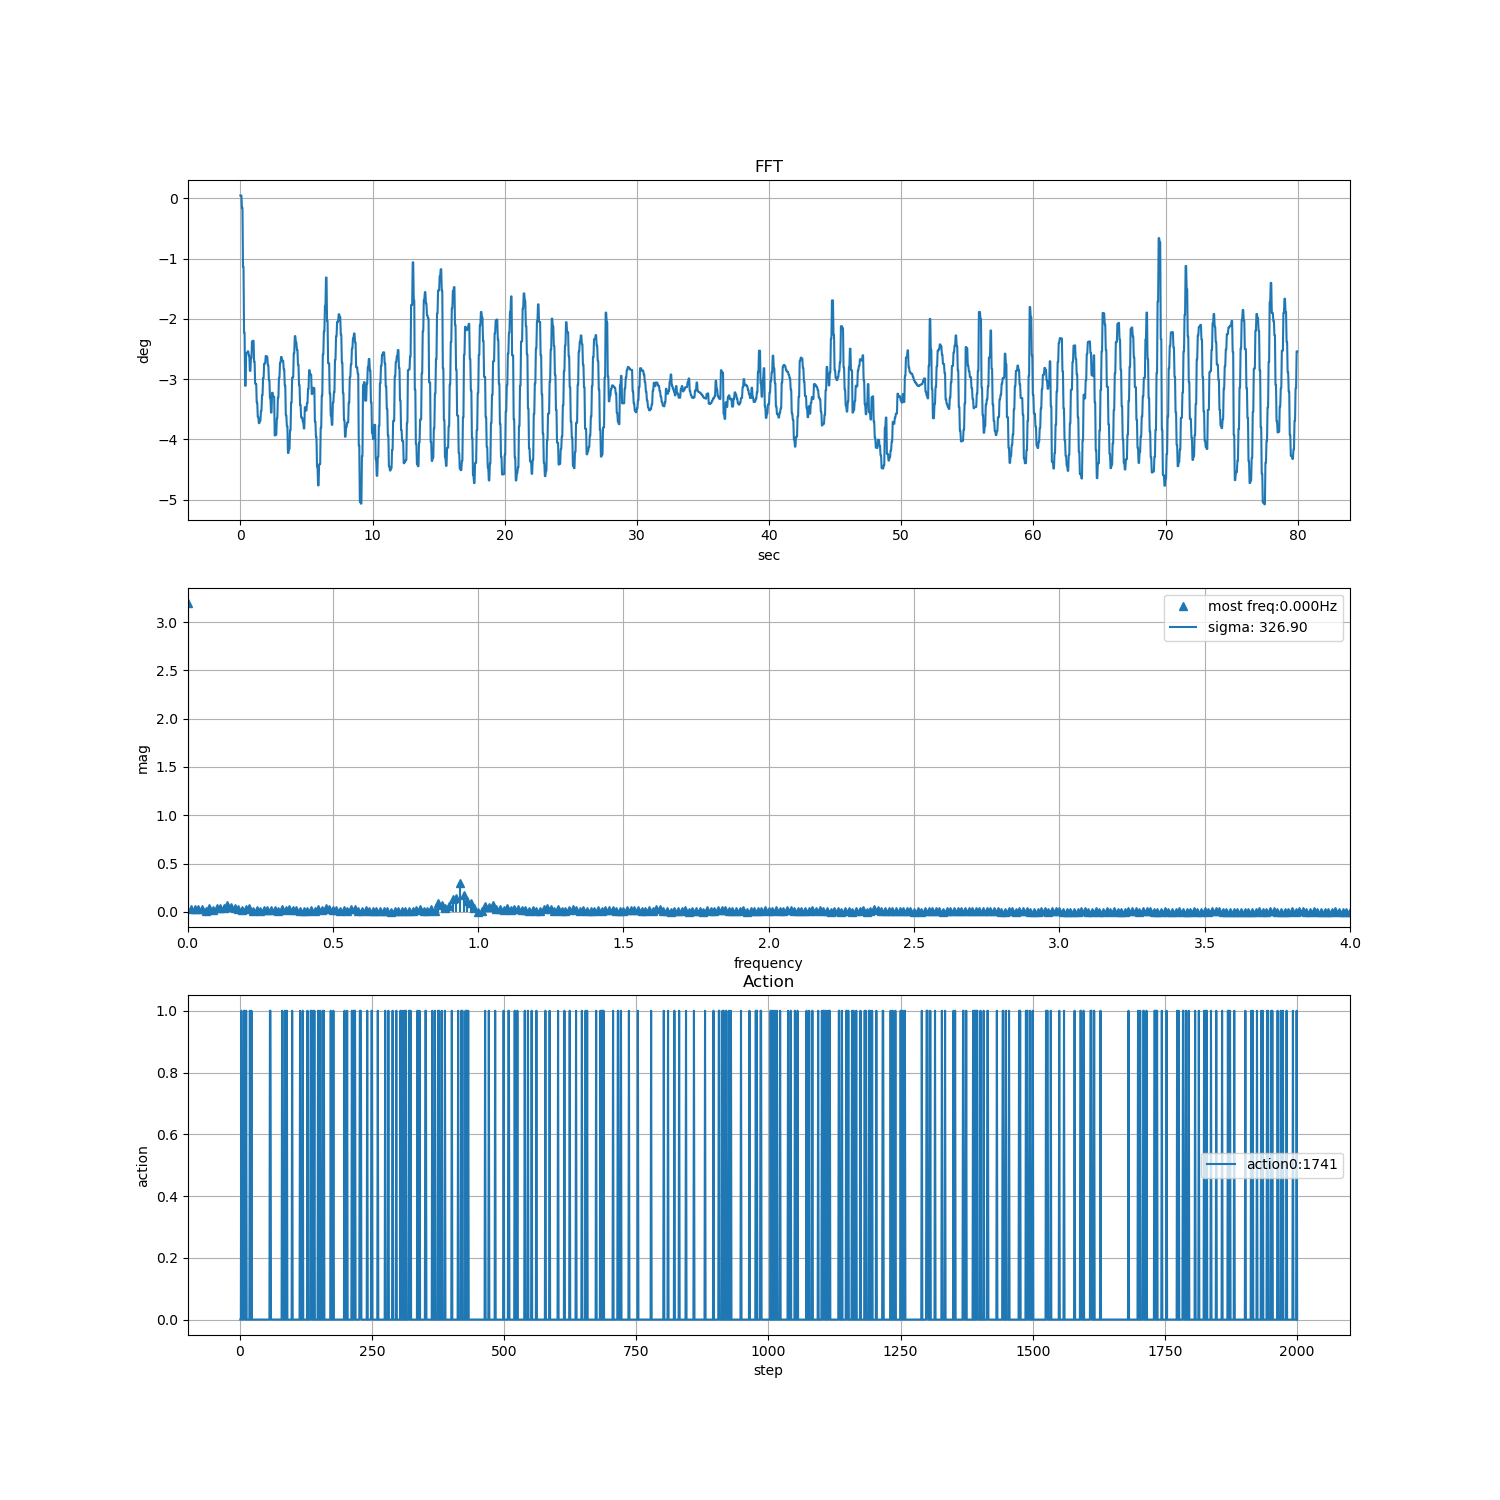 FFT
0
−1
−2
−3
−4
−5
deg
0 10 20 30 40 50 60 70 80
sec
3.0
2.5
2.0
1.5
1.0
0.5
0.0
mag
most freq:0.000Hz
sigma: 326.90
0.0 0.5 1.0 1.5 2.0 2.5 3.0 3.5 4.0
frequency
Action
1.0
0.8
0.6
0.4
0.2
0.0
action
action0:1741
0 250 500 750 1000 1250 1500 1750 2000
step